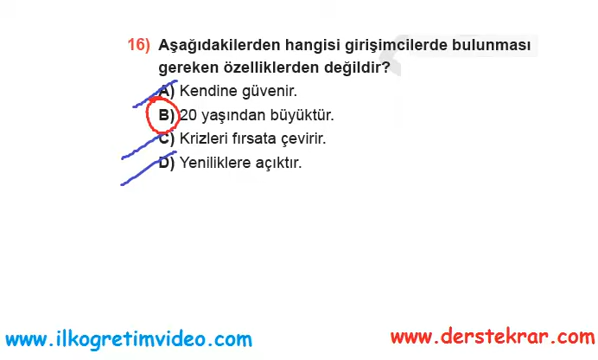 16) Aşağıdakilerden hangisi girişimcilerde bulunması
gereken özelliklerden değildir?
A) Kendine güvenir.
B) 20 yaşından büyüktür.
C) Krizleri fırsata çevirir.
D) Yeniliklere açıktır.
www.ilkogretimvideo.com
www.derstekrar.com